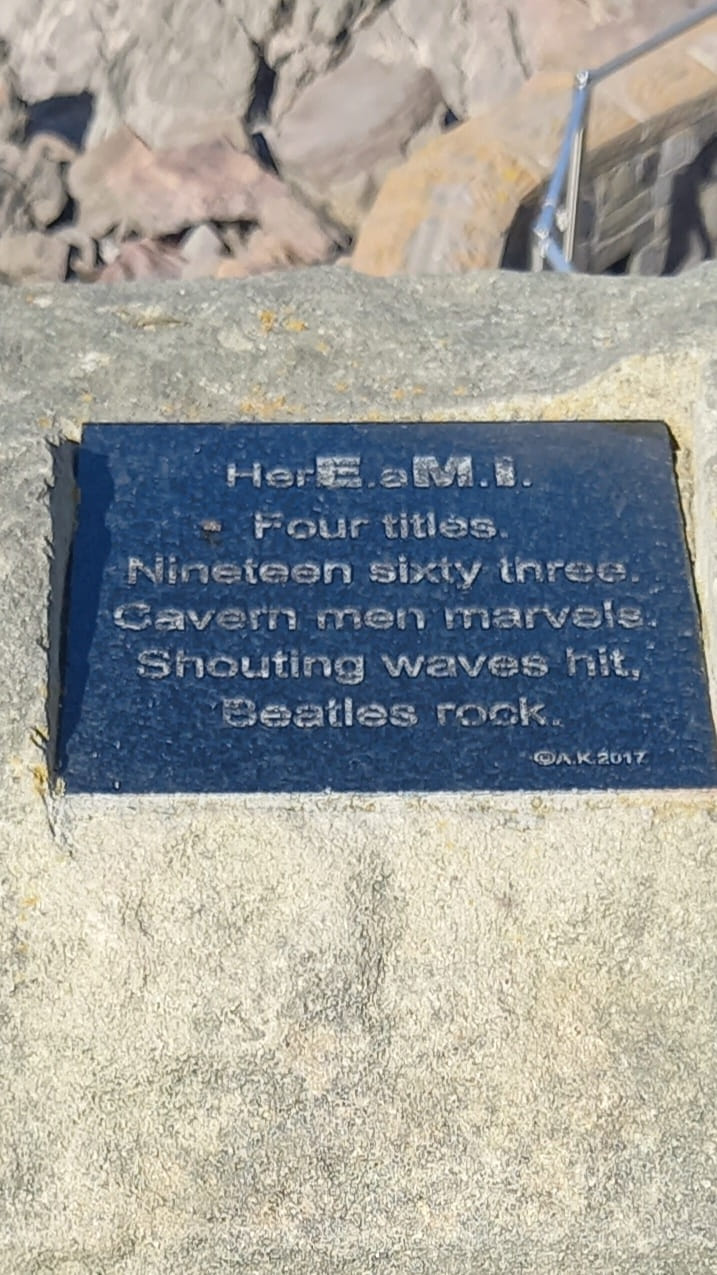 HerE.aM.I.
Four titles.
Nineteen sixty three.
Cavern men marvels.
Shouting waves hit,
Beatles rock.
©A.K.2017